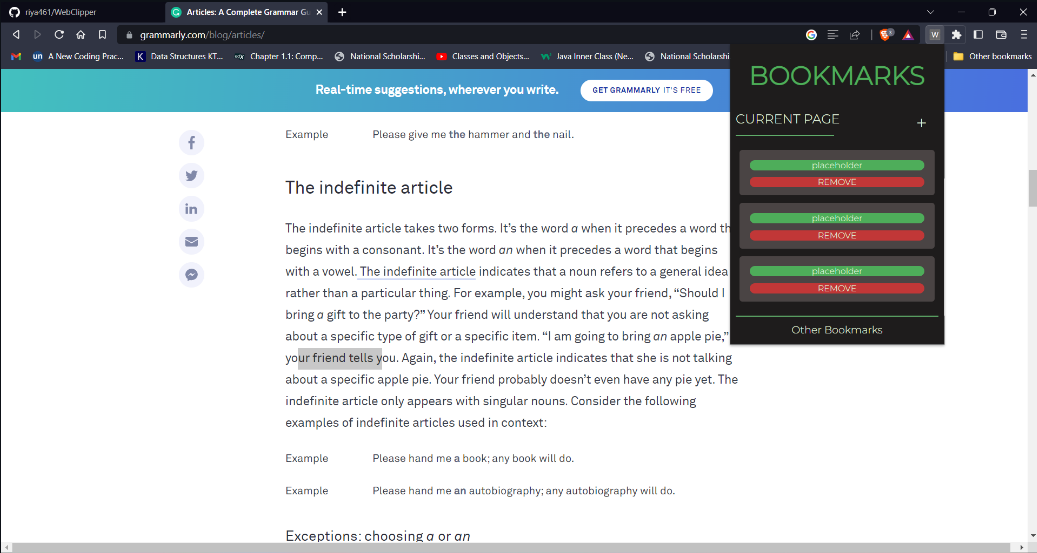 riya461/WebClipper
Articles: A Complete Grammar Gu
grammarly.com/blog/articles/
W
un A New Coding Prac...
K Data Structures KT...
Chapter 1.1: Comp...
National Scholarshi...
Classes and Objects...
Java Inner Class (Ne...
National Scholarshi
Other bookmarks
Real-time suggestions, wherever you write.
GET GRAMMARLY IT'S FREE
BOOKMARKS
CURRENT PAGE
+
placeholder
REMOVE
placeholder
REMOVE
placeholder
REMOVE
Other Bookmarks
Example Please give me the hammer and the nail.
The indefinite article
The indefinite article takes two forms. It's the word a when it precedes a word th
begins with a consonant. It's the word an when it precedes a word that begins
with a vowel. The indefinite article indicates that a noun refers to a general idea
rather than a particular thing. For example, you might ask your friend, “Should I
bring a gift to the party?” Your friend will understand that you are not asking
about a specific type of gift or a specific item. “I am going to bring an apple pie,”
your friend tells you. Again, the indefinite article indicates that she is not talking
about a specific apple pie. Your friend probably doesn't even have any pie yet. The
indefinite article only appears with singular nouns. Consider the following
examples of indefinite articles used in context:
Example Please hand me a book; any book will do.
Example Please hand me an autobiography; any autobiography will do.
Exceptions: choosing a or an